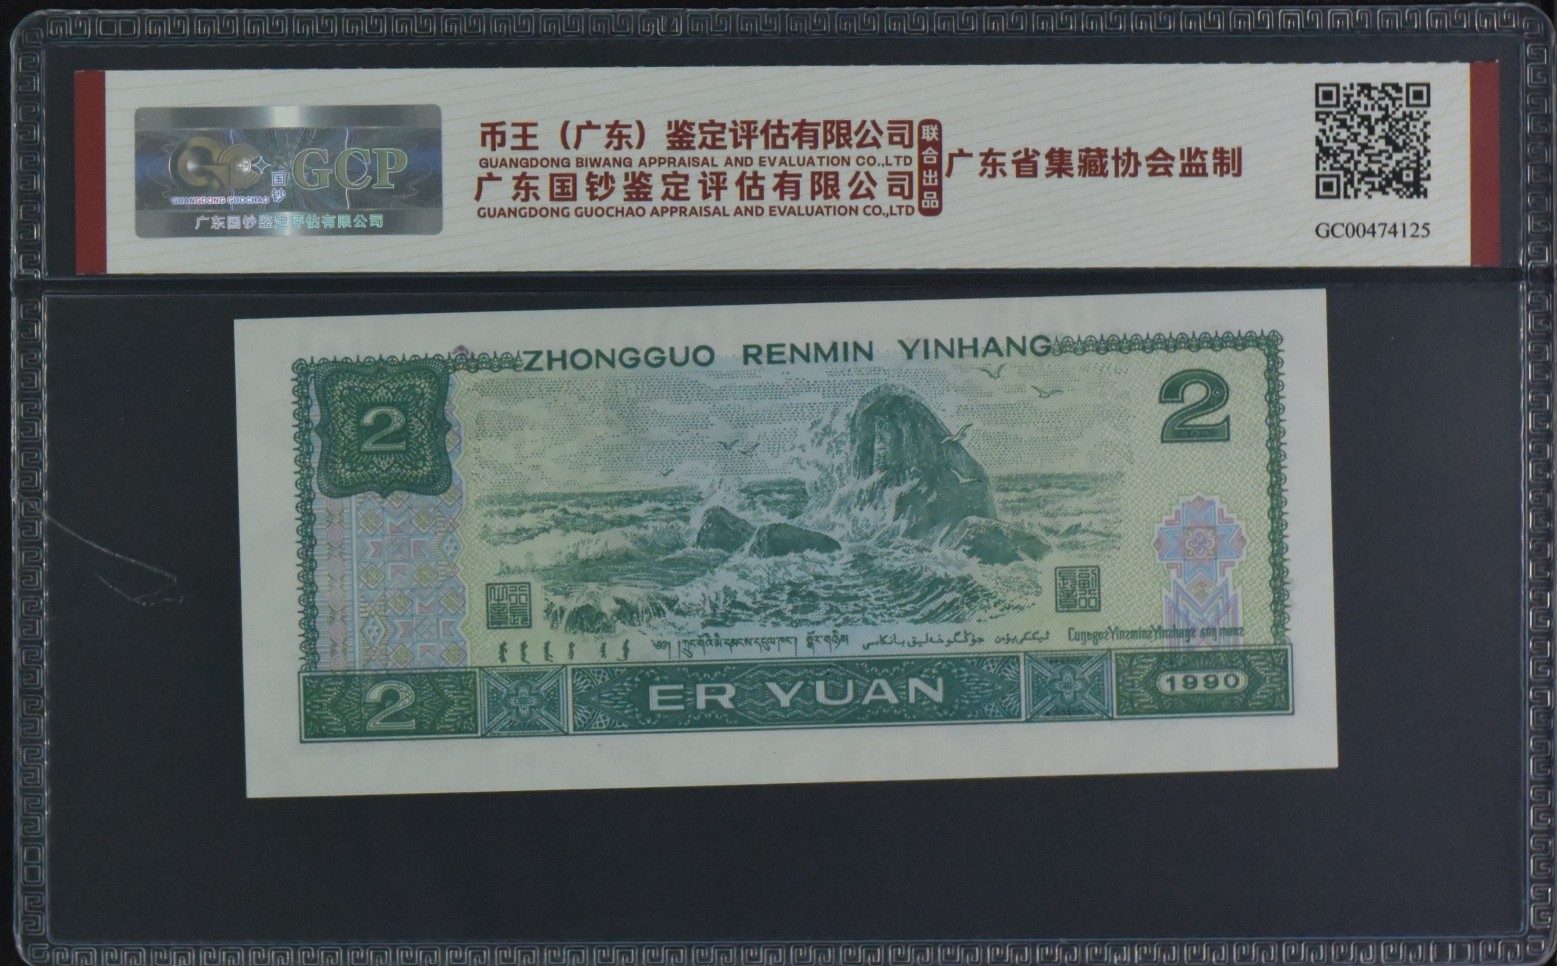 币王（广东）鉴定评估有限公司
GUANGDONG BIWANG APPRAISAL AND EVALUATION CO.,LTD
广东国钞鉴定评估有限公司
GUANGDONG GUOCHAO APPRAISAL AND EVALUATION CO.,LTD
联合出品
广东省集藏协会监制
GC00474125
国钞
GCP
GUANGDONG GUOCHAO
广东国钞鉴定评估有限公司
ZHONGGUO RENMIN YINHANG
2
2
2
ER YUAN
1990